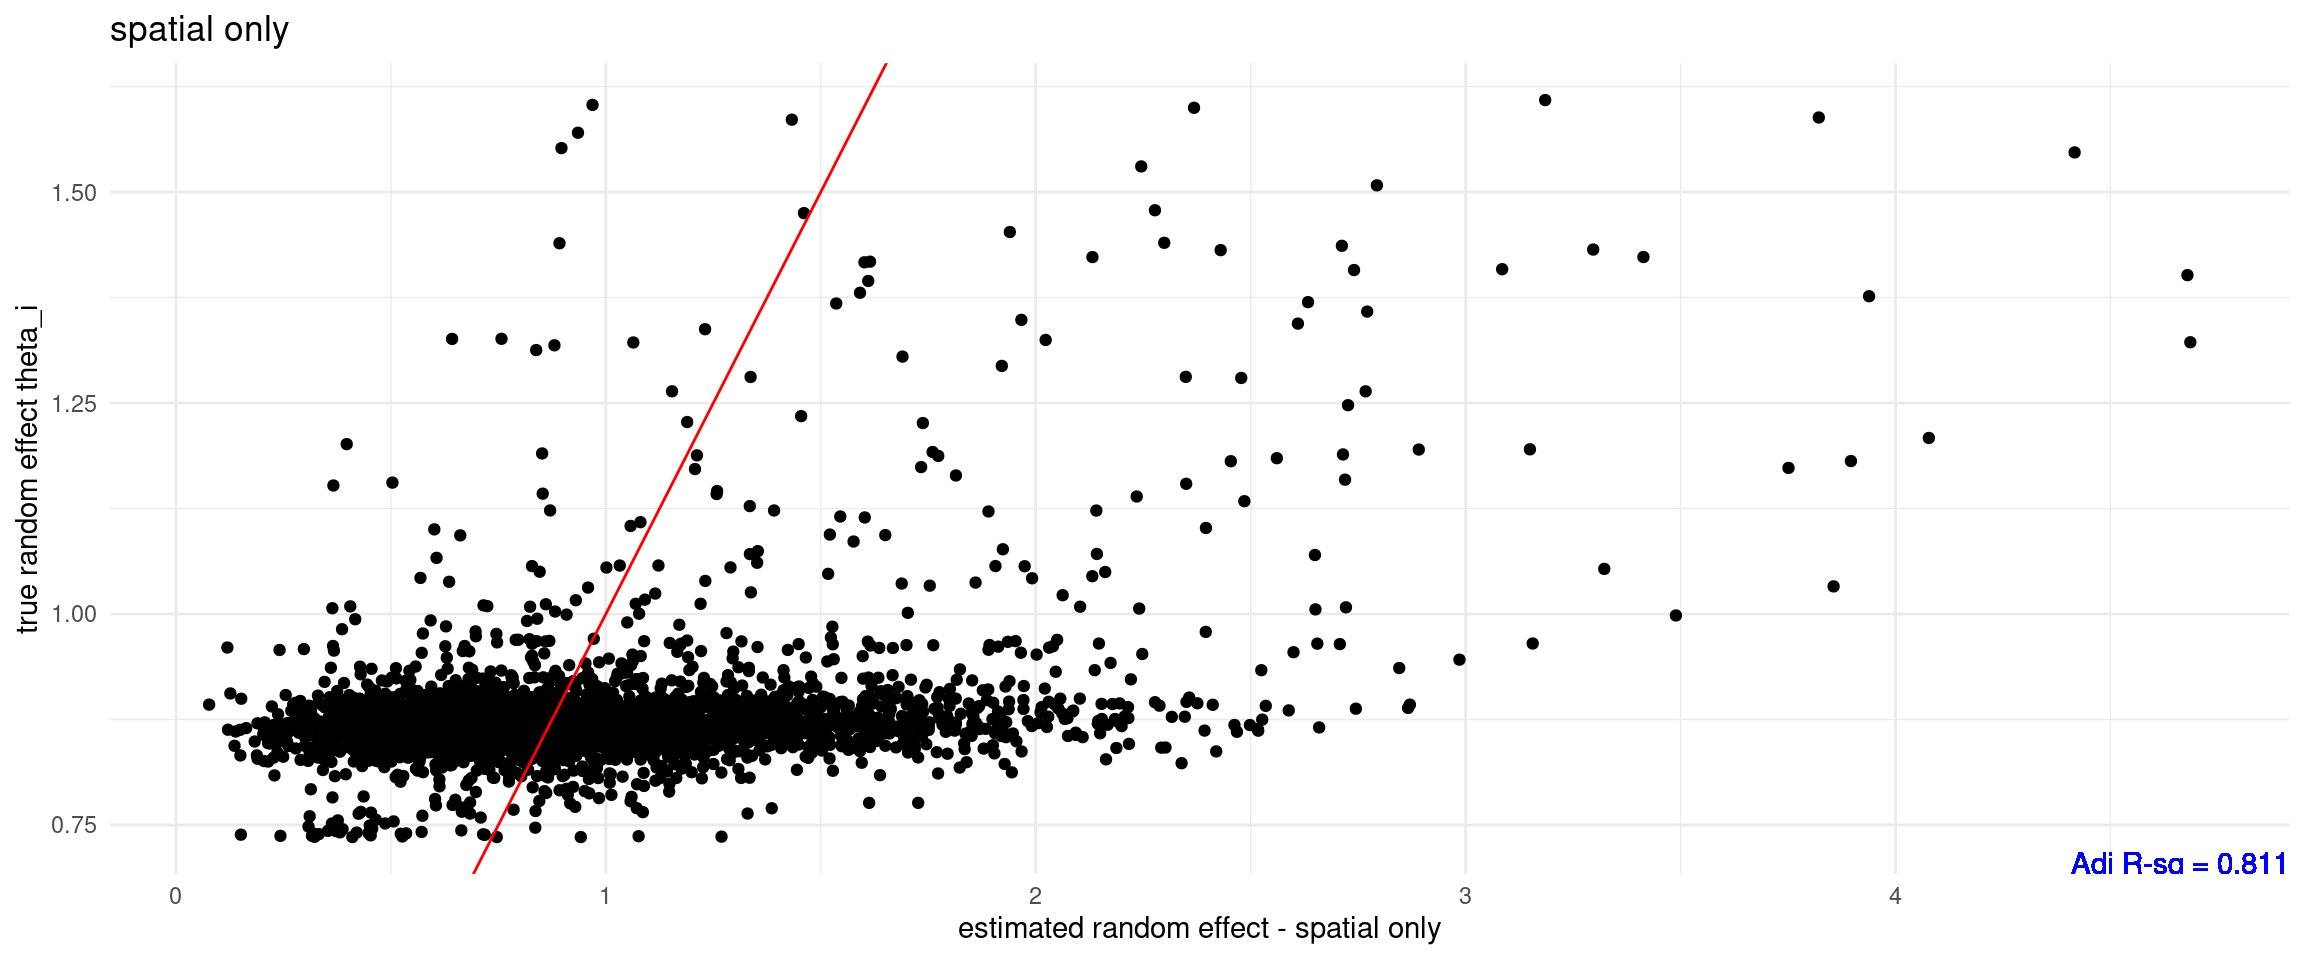 spatial only
true random effect theta_i
1.50
1.25
1.00
0.75
0
1
2
3
4
estimated random effect - spatial only
Adj R-sq = 0.811